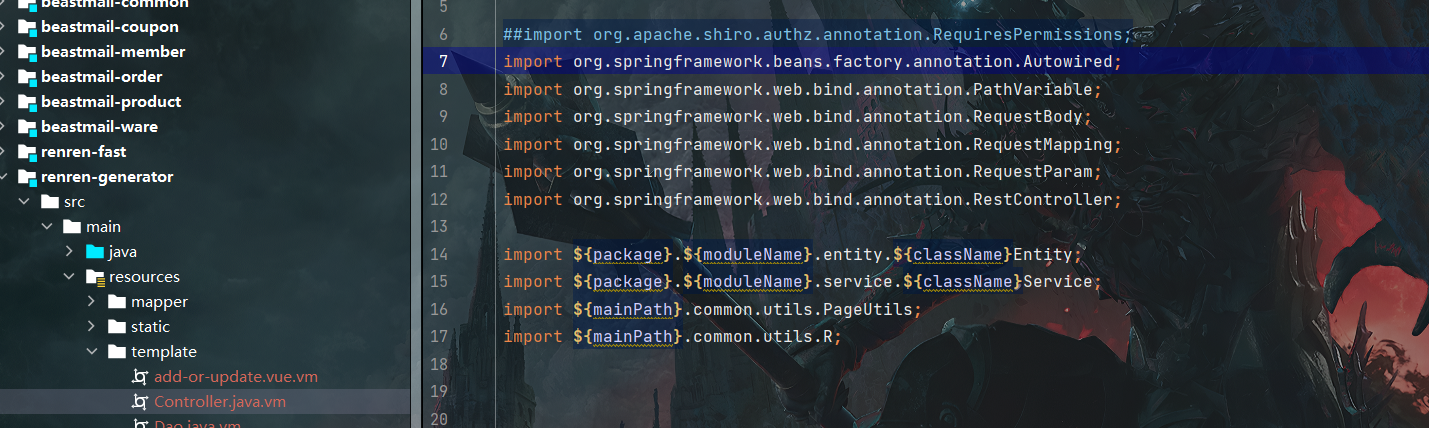 beastmail-common
beastmail-coupon
beastmail-member
beastmail-order
beastmail-product
beastmail-ware
renren-fast
renren-generator
src
main
java
resources
mapper
static
template
add-or-update.vue.vm
Controller.java.vm
Dao.java.vm
5
6 ##import org.apache.shiro.authz.annotation.RequiresPermissions;
7 import org.springframework.beans.factory.annotation.Autowired;
8 import org.springframework.web.bind.annotation.PathVariable;
9 import org.springframework.web.bind.annotation.RequestBody;
10 import org.springframework.web.bind.annotation.RequestMapping;
11 import org.springframework.web.bind.annotation.RequestParam;
12 import org.springframework.web.bind.annotation.RestController;
13
14 import ${package}.${moduleName}.entity.${className}Entity;
15 import ${package}.${moduleName}.service.${className}Service;
16 import ${mainPath}.common.utils.PageUtils;
17 import ${mainPath}.common.utils.R;
18
19
20